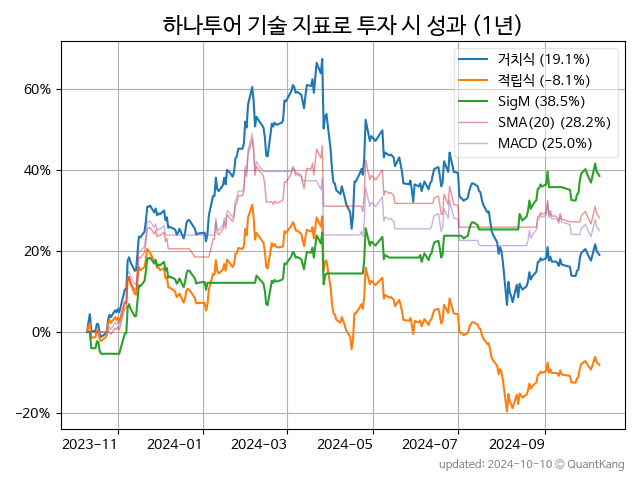 하나투어 기술 지표로 투자 시 성과 (1년)
거치식 (19.1%)
적립식 (−8.1%)
SigM (38.5%)
SMA(20) (28.2%)
MACD (25.0%)
60%
40%
20%
0%
−20%
2023−11
2024−01
2024−03
2024−05
2024−07
2024−09
updated: 2024-10-10 © QuantKang